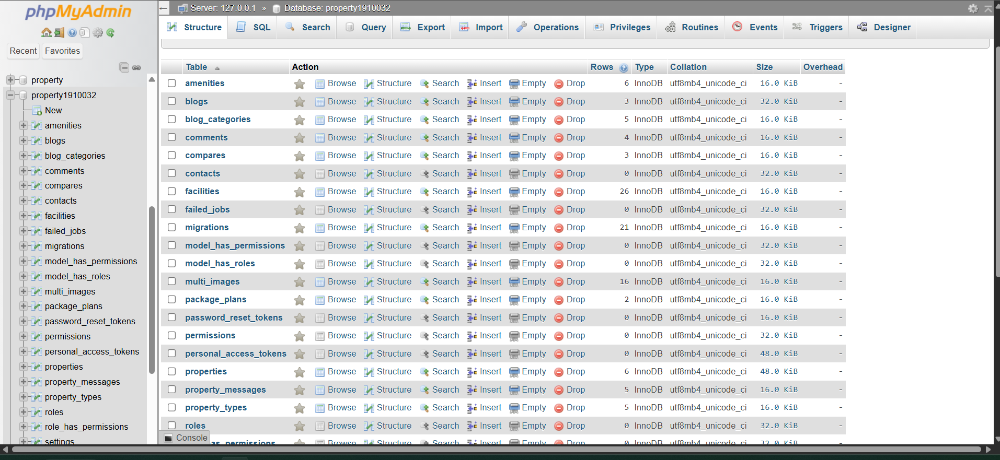 phpMyAdmin
Recent Favorites
property
property1910032
New
amenities
blogs
blog_categories
comments
compares
contacts
facilities
failed_jobs
migrations
model_has_permissions
model_has_roles
multi_images
package_plans
password_reset_tokens
permissions
personal_access_tokens
properties
property_messages
property_types
roles
role_has_permissions
settings
Server: 127.0.0.1 » Database: property1910032
Structure SQL Search Query Export Import Operations Privileges Routines Events Triggers Designer
Table Action Rows Type Collation Size Overhead
amenities Browse Structure Search Insert Empty Drop 6 InnoDB utf8mb4_unicode_ci 16.0 KiB -
blogs Browse Structure Search Insert Empty Drop 3 InnoDB utf8mb4_unicode_ci 32.0 KiB -
blog_categories Browse Structure Search Insert Empty Drop 5 InnoDB utf8mb4_unicode_ci 16.0 KiB -
comments Browse Structure Search Insert Empty Drop 4 InnoDB utf8mb4_unicode_ci 16.0 KiB -
compares Browse Structure Search Insert Empty Drop 3 InnoDB utf8mb4_unicode_ci 16.0 KiB -
contacts Browse Structure Search Insert Empty Drop 0 InnoDB utf8mb4_unicode_ci 32.0 KiB -
facilities Browse Structure Search Insert Empty Drop 26 InnoDB utf8mb4_unicode_ci 16.0 KiB -
failed_jobs Browse Structure Search Insert Empty Drop 0 InnoDB utf8mb4_unicode_ci 32.0 KiB -
migrations Browse Structure Search Insert Empty Drop 21 InnoDB utf8mb4_unicode_ci 16.0 KiB -
model_has_permissions Browse Structure Search Insert Empty Drop 0 InnoDB utf8mb4_unicode_ci 32.0 KiB -
model_has_roles Browse Structure Search Insert Empty Drop 0 InnoDB utf8mb4_unicode_ci 32.0 KiB -
multi_images Browse Structure Search Insert Empty Drop 16 InnoDB utf8mb4_unicode_ci 16.0 KiB -
package_plans Browse Structure Search Insert Empty Drop 2 InnoDB utf8mb4_unicode_ci 16.0 KiB -
password_reset_tokens Browse Structure Search Insert Empty Drop 0 InnoDB utf8mb4_unicode_ci 16.0 KiB -
permissions Browse Structure Search Insert Empty Drop 0 InnoDB utf8mb4_unicode_ci 32.0 KiB -
personal_access_tokens Browse Structure Search Insert Empty Drop 0 InnoDB utf8mb4_unicode_ci 48.0 KiB -
properties Browse Structure Search Insert Empty Drop 6 InnoDB utf8mb4_unicode_ci 48.0 KiB -
property_messages Browse Structure Search Insert Empty Drop 5 InnoDB utf8mb4_unicode_ci 16.0 KiB -
property_types Browse Structure Search Insert Empty Drop 5 InnoDB utf8mb4_unicode_ci 16.0 KiB -
roles Browse Structure Search Insert Empty Drop 0 InnoDB utf8mb4_unicode_ci 32.0 KiB -
Console
as_permissions Browse Structure Search Insert Empty Drop 0 InnoDB utf8mb4_unicode_ci 32.0 KiB -